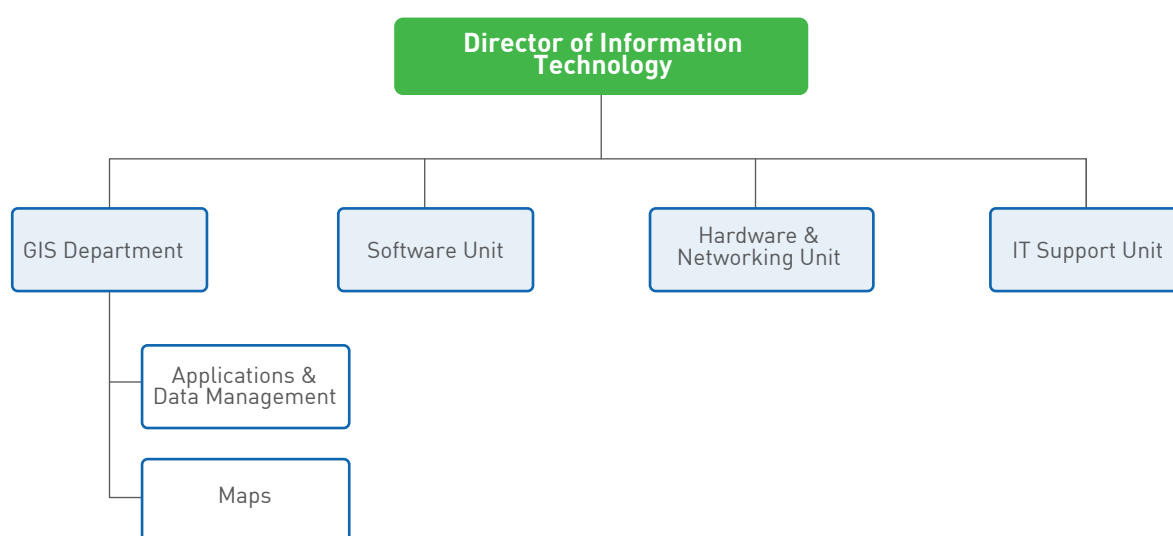 Director of Information
Technology
GIS Department
Software Unit
Hardware &
Networking Unit
IT Support Unit
Applications &
Data Management
Maps